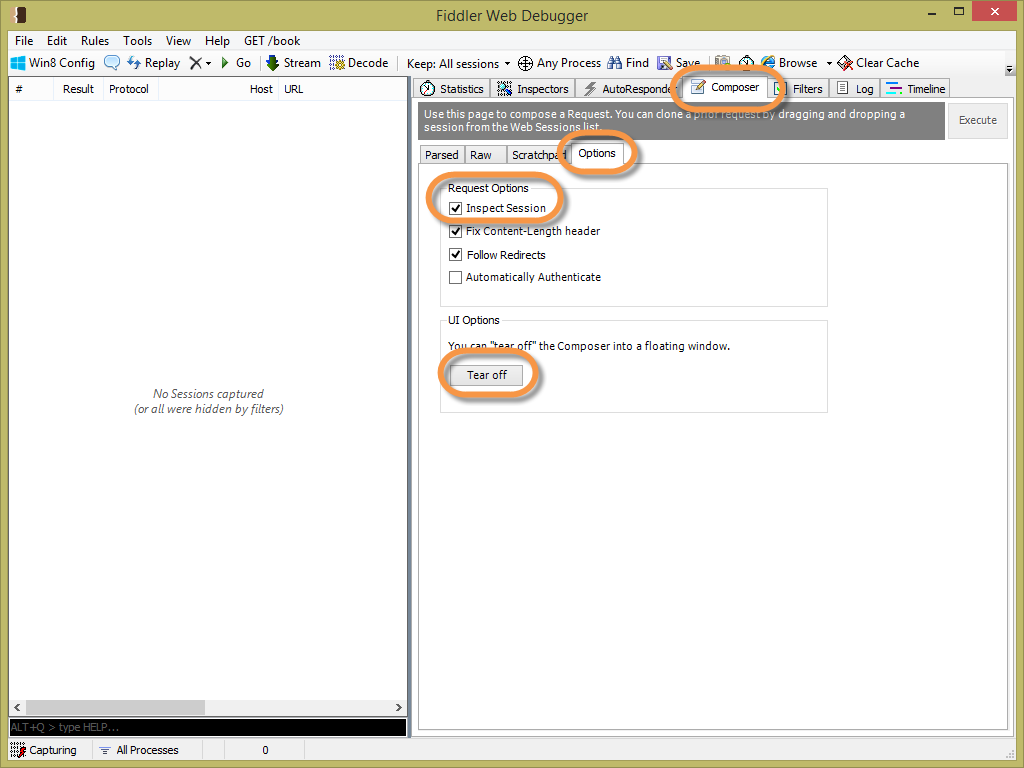 Fiddler Web Debugger
File Edit Rules Tools View Help GET /book
Win8 Config Replay Go Stream Decode Keep: All sessions Any Process Find Save Browse Clear Cache
# Result Protocol Host URL
Statistics Inspectors AutoResponder Composer Filters Log Timeline
Use this page to compose a Request. You can clone a prior request by dragging and dropping a
session from the Web Sessions list.
Execute
Parsed Raw Scratchpad Options
Request Options
Inspect Session
Fix Content-Length header
Follow Redirects
Automatically Authenticate
UI Options
You can "tear off" the Composer into a floating window.
Tear off
No Sessions captured
(or all were hidden by filters)
ALT+Q > type HELP...
Capturing All Processes 0